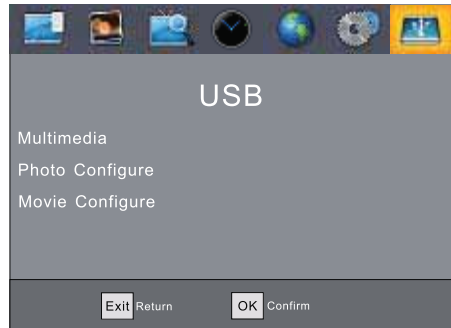 USB
Multimedia
Photo Configure
Movie Configure
Exit Return OK Confirm